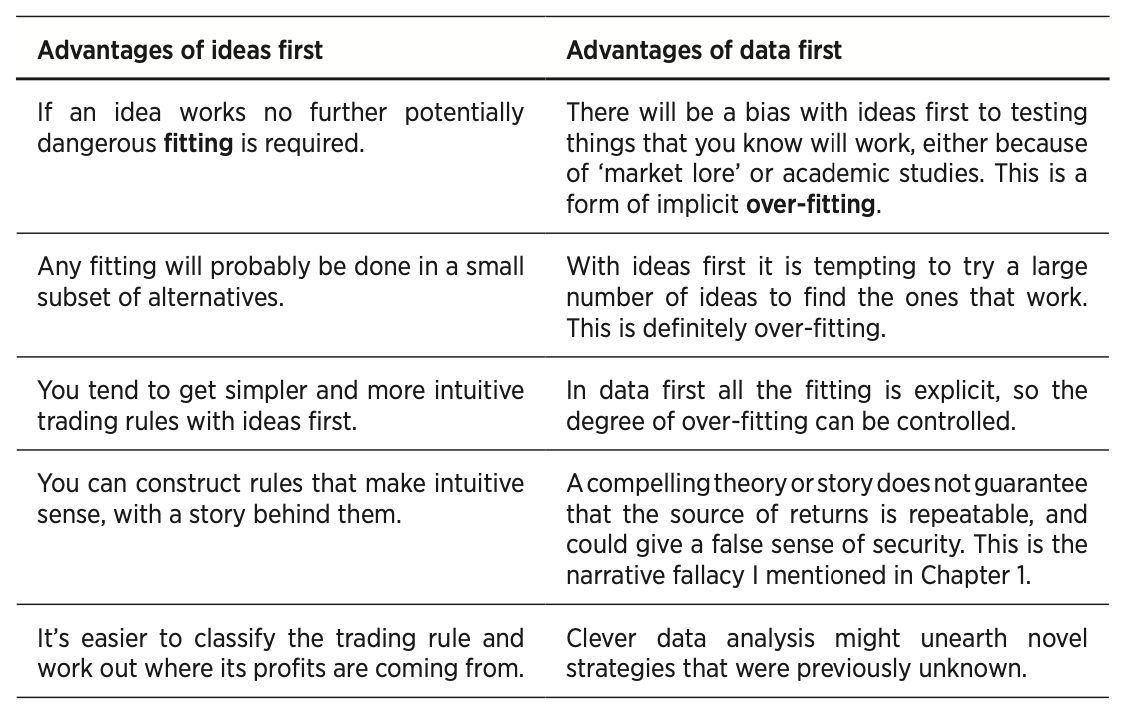 Advantages of ideas first
Advantages of data first
If an idea works no further potentially
dangerous fitting is required.
There will be a bias with ideas first to testing
things that you know will work, either because
of ‘market lore’ or academic studies. This is a
form of implicit over-fitting.
Any fitting will probably be done in a small
subset of alternatives.
With ideas first it is tempting to try a large
number of ideas to find the ones that work.
This is definitely over-fitting.
You tend to get simpler and more intuitive
trading rules with ideas first.
In data first all the fitting is explicit, so the
degree of over-fitting can be controlled.
You can construct rules that make intuitive
sense, with a story behind them.
A compelling theory or story does not guarantee
that the source of returns is repeatable, and
could give a false sense of security. This is the
narrative fallacy I mentioned in Chapter 1.
It’s easier to classify the trading rule and
work out where its profits are coming from.
Clever data analysis might unearth novel
strategies that were previously unknown.